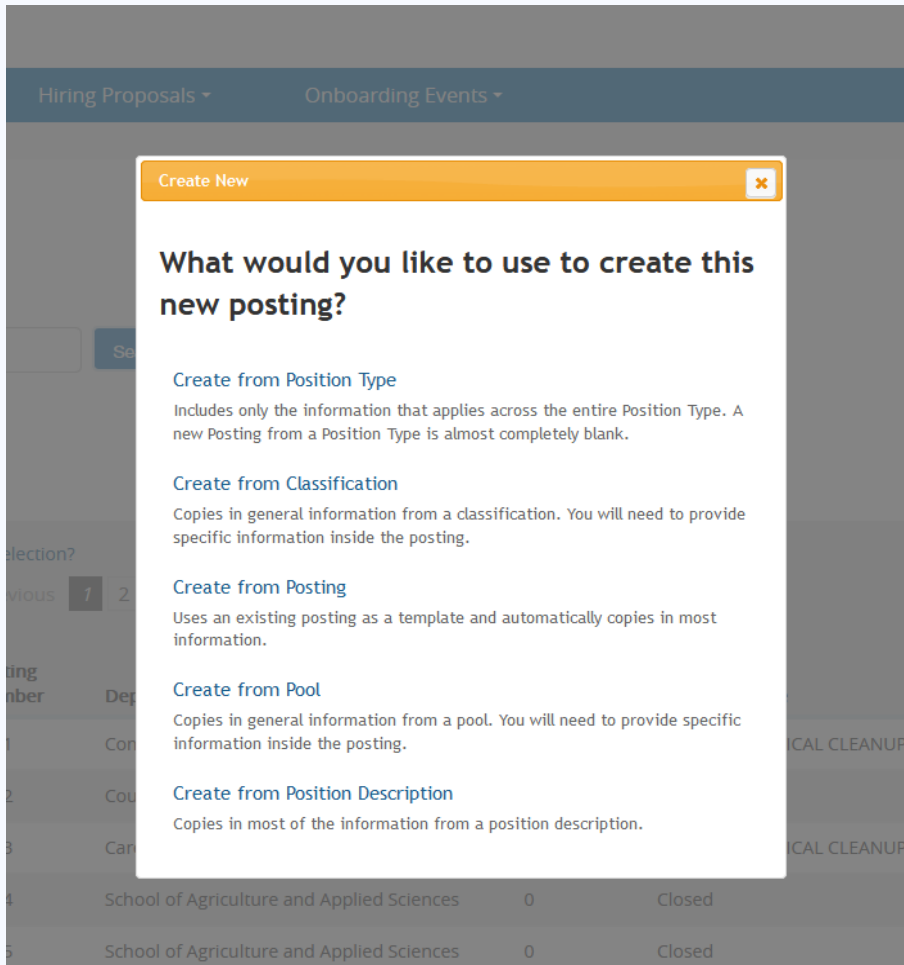 Hiring Proposals
Onboarding Events
Create New
What would you like to use to create this
new posting?
Create from Position Type
Includes only the information that applies across the entire Position Type. A
new Posting from a Position Type is almost completely blank.
Create from Classification
Copies in general information from a classification. You will need to provide
specific information inside the posting.
Create from Posting
Uses an existing posting as a template and automatically copies in most
information.
Create from Pool
Copies in general information from a pool. You will need to provide specific
information inside the posting.
Create from Position Description
Copies in most of the information from a position description.
1 2
ICAL CLEANUP
ICAL CLEANUP
School of Agriculture and Applied Sciences 0 Closed
School of Agriculture and Applied Sciences 0 Closed